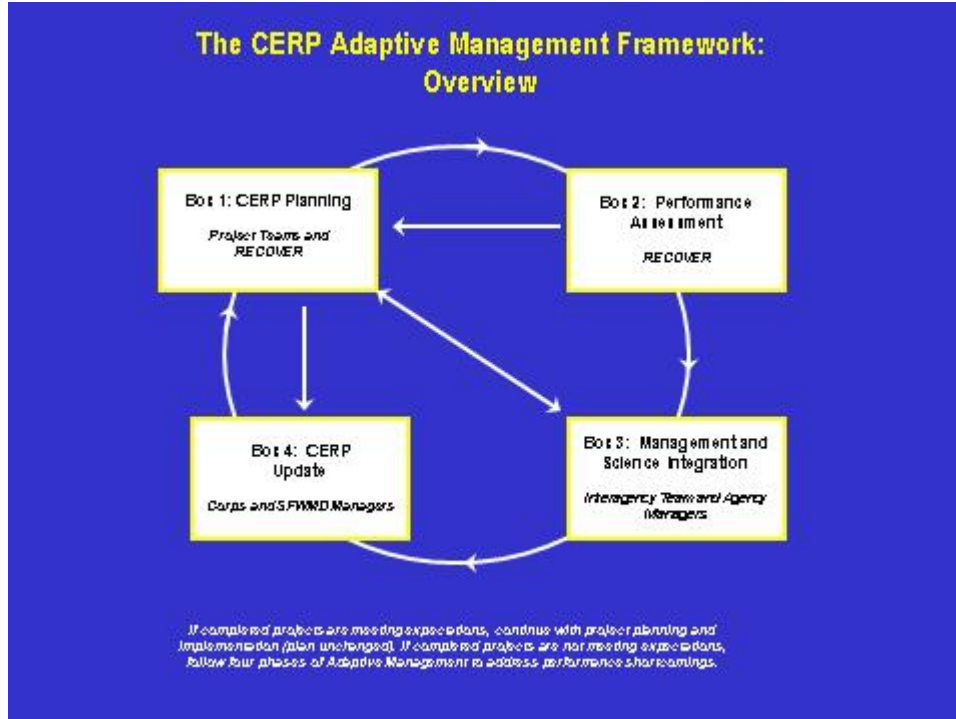 The CERP Adaptive Management Framework:
Overview
Box 1: CERP Planning
Project Teams and
RECOVER
Box 2: Performance
Assessment
RECOVER
Box 4: CERP
Update
Corps and SFWMD Managers
Box 3: Management and
Science Integration
Interagency Team and Agency
Managers
If completed projects are meeting expectations, continue with project planning and
implementation (plan unchanged). If completed projects are not meeting expectations,
follow four phases of Adaptive Management to address performance shortcomings.